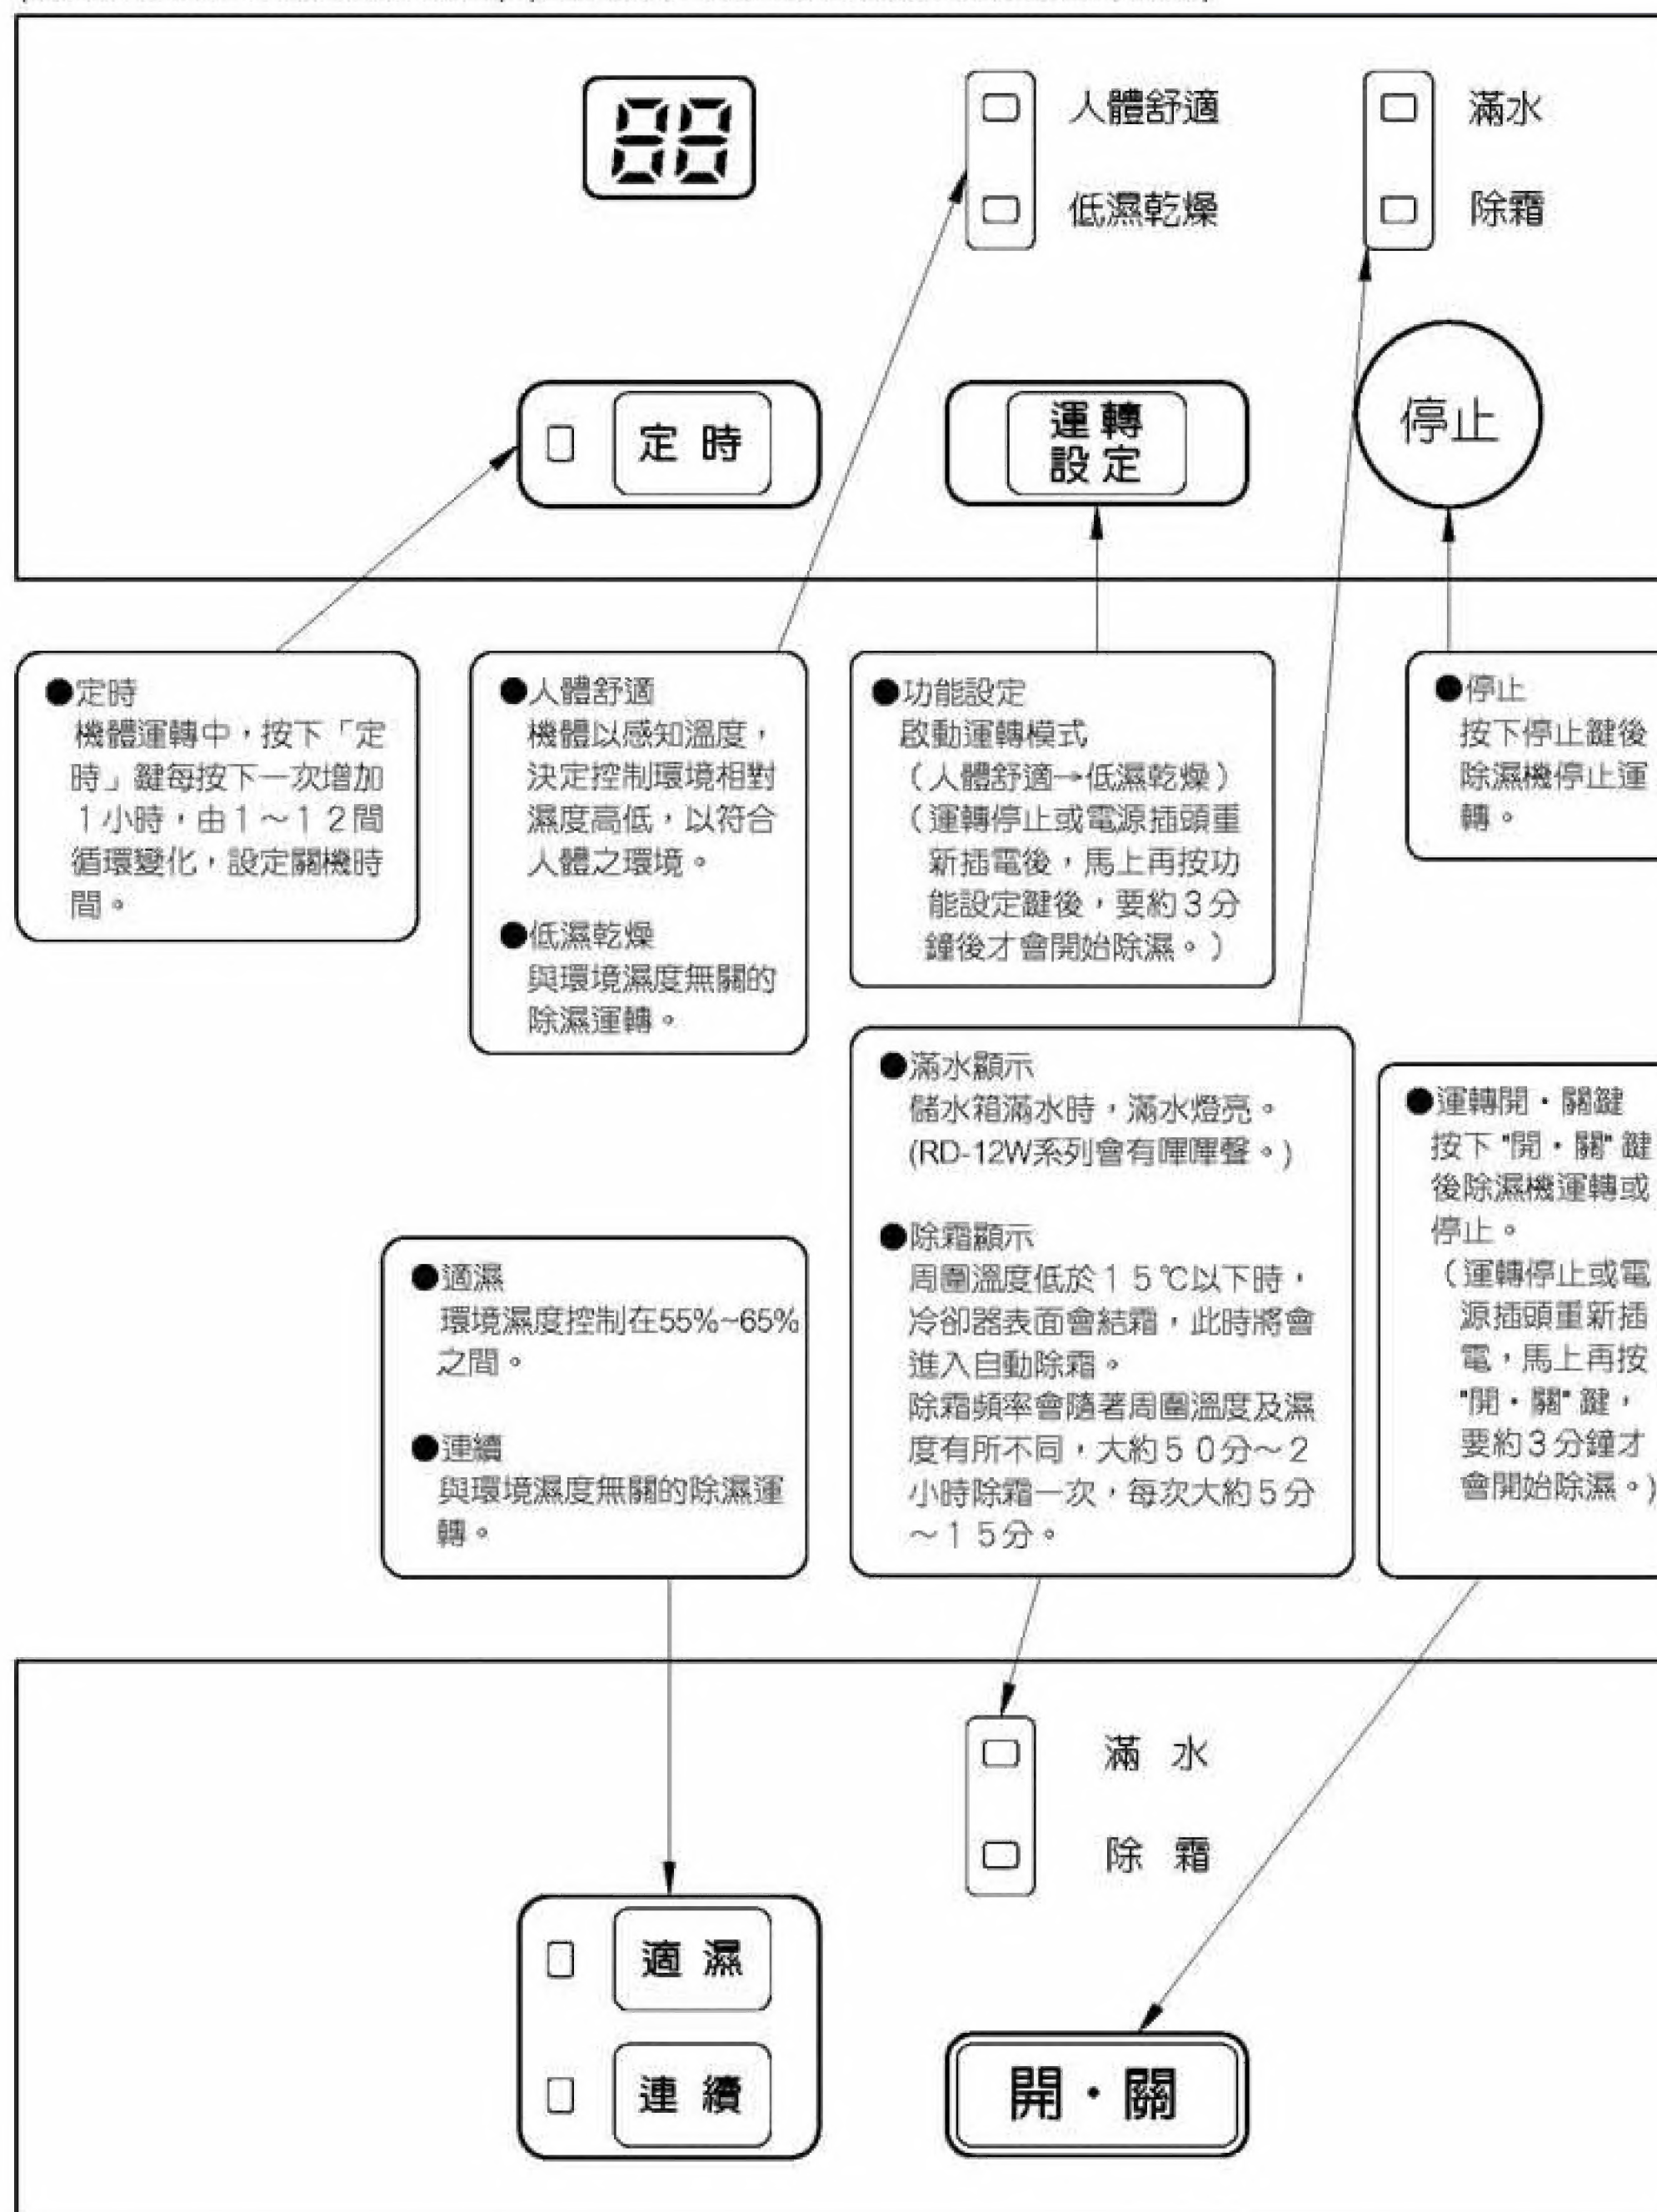 88
人體舒適
低濕乾燥
滿水
除霜
定時
運轉
設定
停止
●定時
機體運轉中，按下「定
時」鍵每按下一次增加
1小時，由1～12間
循環變化，設定關機時
間。
●人體舒適
機體以感知溫度，
決定控制環境相對
濕度高低，以符合
人體之環境。
●低濕乾燥
與環境濕度無關的
除濕運轉。
●功能設定
啟動運轉模式
（人體舒適→低濕乾燥）
（運轉停止或電源插頭重
新插電後，馬上再按功
能設定鍵後，要約3分
鐘後才會開始除濕。）
●停止
按下停止鍵後
除濕機停止運
轉。
●滿水顯示
儲水箱滿水時，滿水燈亮。
(RD-12W系列會有嗶嗶聲。)
●除霜顯示
周圍溫度低於15℃以下時，
冷卻器表面會結霜，此時將會
進入自動除霜。
除霜頻率會隨著周圍溫度及濕
度有所不同，大約50分～2
小時除霜一次，每次大約5分
～15分。
●運轉開・關鍵
按下"開・關"鍵
後除濕機運轉或
停止。
（運轉停止或電
源插頭重新插
電，馬上再按
"開・關"鍵，
要約3分鐘才
會開始除濕。)
●適濕
環境濕度控制在55%~65%
之間。
●連續
與環境濕度無關的除濕運
轉。
滿水
除霜
適濕
連續
開・關